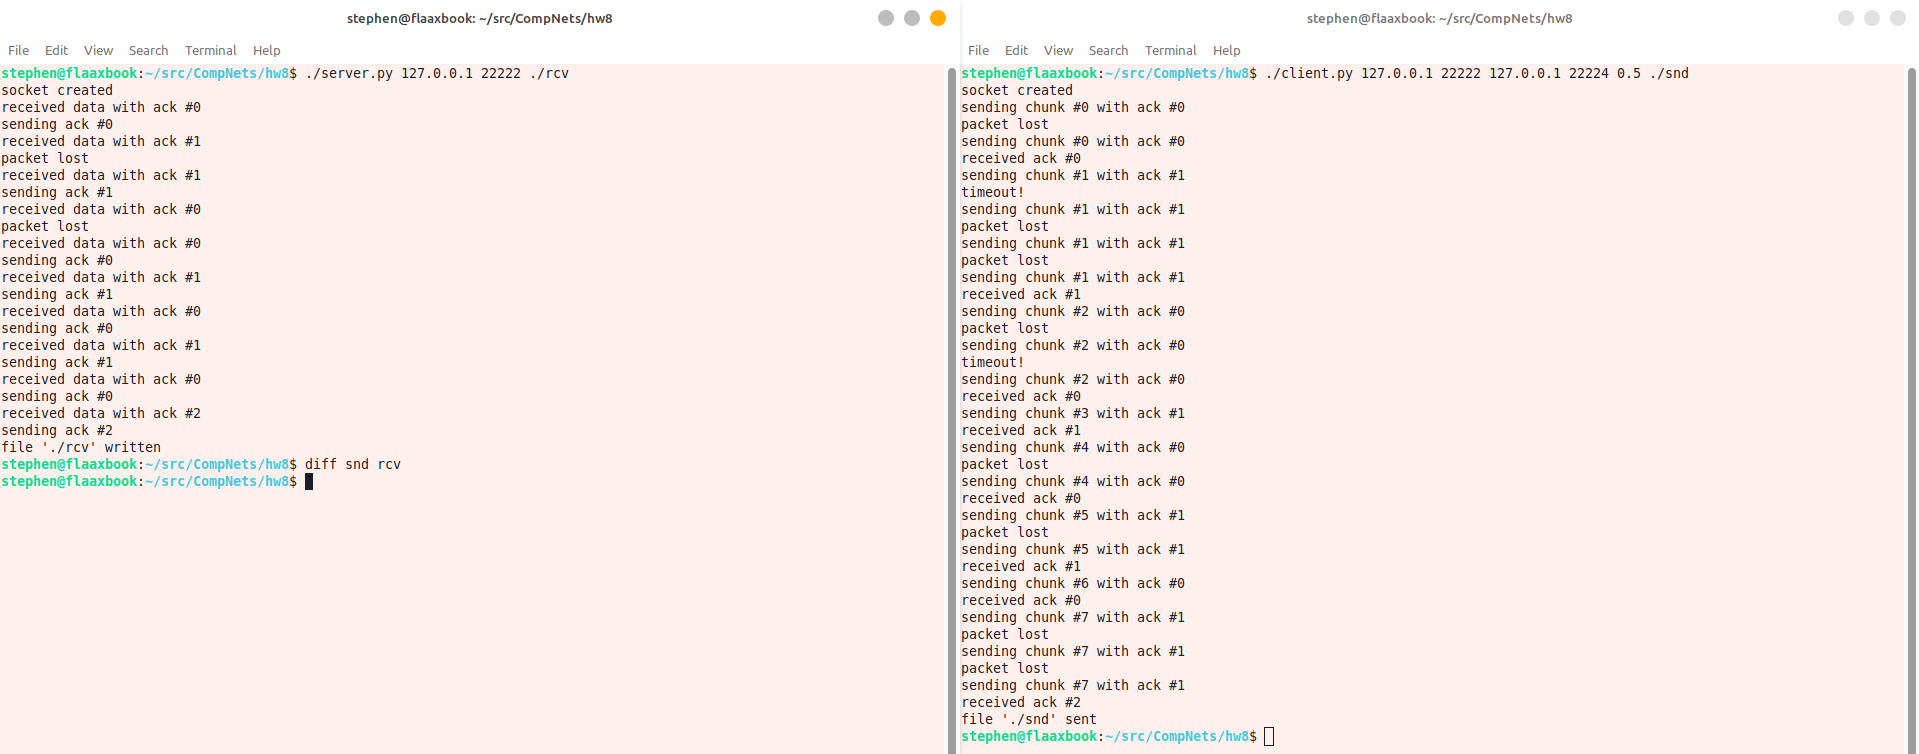 stephen@flaaxbook: ~/src/CompNets/hw8
File Edit View Search Terminal Help
stephen@flaaxbook:~/src/CompNets/hw8$ ./server.py 127.0.0.1 22222 ./rcv
socket created
received data with ack #0
sending ack #0
received data with ack #1
packet lost
received data with ack #1
sending ack #1
received data with ack #0
packet lost
received data with ack #0
sending ack #0
received data with ack #1
sending ack #1
received data with ack #0
sending ack #0
received data with ack #1
sending ack #1
received data with ack #0
sending ack #0
received data with ack #2
sending ack #2
file './rcv' written
stephen@flaaxbook:~/src/CompNets/hw8$ diff snd rcv
stephen@flaaxbook:~/src/CompNets/hw8$
stephen@flaaxbook: ~/src/CompNets/hw8
File Edit View Search Terminal Help
stephen@flaaxbook:~/src/CompNets/hw8$ ./client.py 127.0.0.1 22222 127.0.0.1 22224 0.5 ./snd
socket created
sending chunk #0 with ack #0
packet lost
sending chunk #0 with ack #0
received ack #0
sending chunk #1 with ack #1
timeout!
sending chunk #1 with ack #1
packet lost
sending chunk #1 with ack #1
packet lost
sending chunk #1 with ack #1
received ack #1
sending chunk #2 with ack #0
packet lost
sending chunk #2 with ack #0
timeout!
sending chunk #2 with ack #0
received ack #0
sending chunk #3 with ack #1
received ack #1
sending chunk #4 with ack #0
packet lost
sending chunk #4 with ack #0
received ack #0
sending chunk #5 with ack #1
packet lost
sending chunk #5 with ack #1
received ack #1
sending chunk #6 with ack #0
received ack #0
sending chunk #7 with ack #1
packet lost
sending chunk #7 with ack #1
packet lost
sending chunk #7 with ack #1
received ack #2
file './snd' sent
stephen@flaaxbook:~/src/CompNets/hw8$